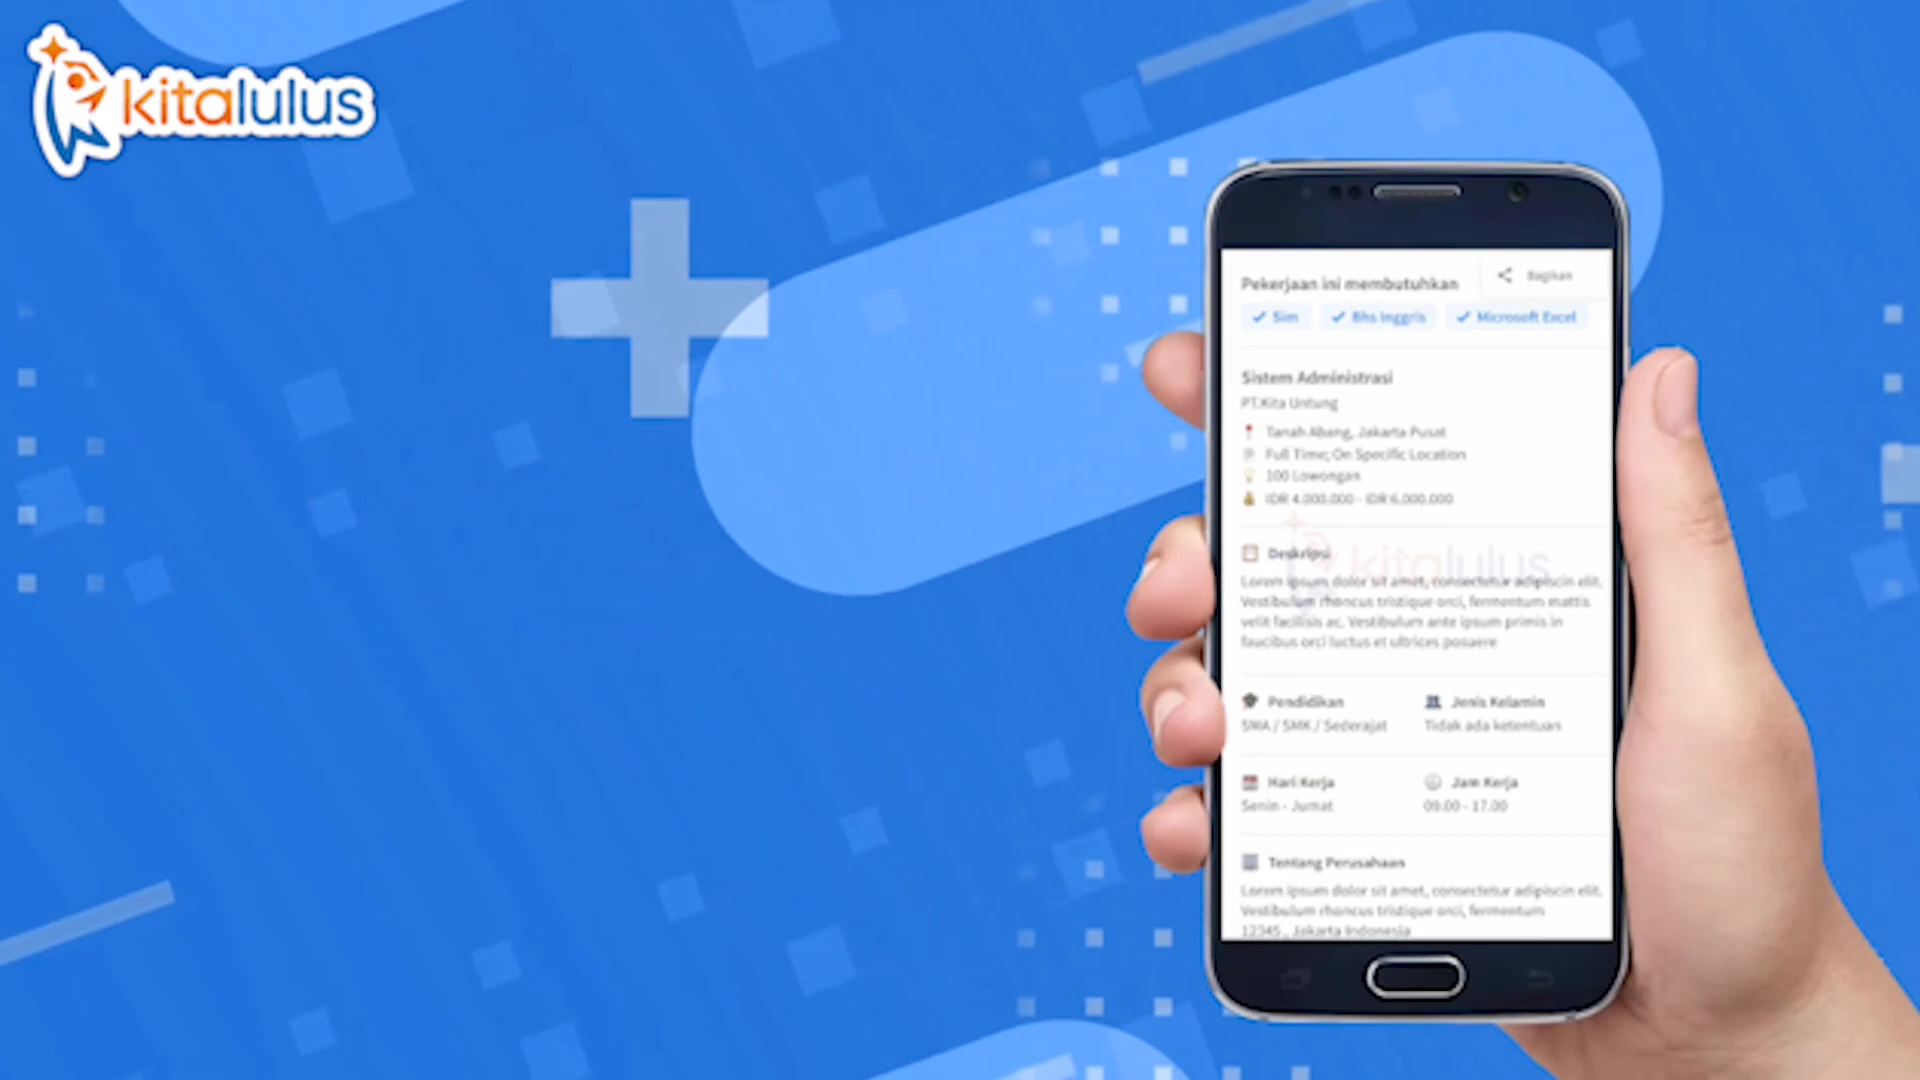 kitalulus
Pekerjaan ini membutuhkan
Bagikan
Sim
Bhs Inggris
Microsoft Excel
Sistem Administrasi
PT.Kita Untung
Tanah Abang, Jakarta Pusat
Full Time; On Specific Location
100 Lowongan
IDR 4.000.000 - IDR 6.000.000
kitalulus
Deskripsi
Lorem ipsum dolor sit amet, consectetur adipiscin elit.
Vestibulum rhoncus tristique orci, fermentum mattis
velit facilisis ac. Vestibulum ante ipsum primis in
faucibus orci luctus et ultrices posuere
Pendidikan
Jenis Kelamin
SMA / SMK / Sederajat
Tidak ada ketentuan
Hari Kerja
Jam Kerja
Senin - Jumat
09.00 - 17.00
Tentang Perusahaan
Lorem ipsum dolor sit amet, consectetur adipiscin elit.
Vestibulum rhoncus tristique orci, fermentum
12345 , Jakarta Indonesia